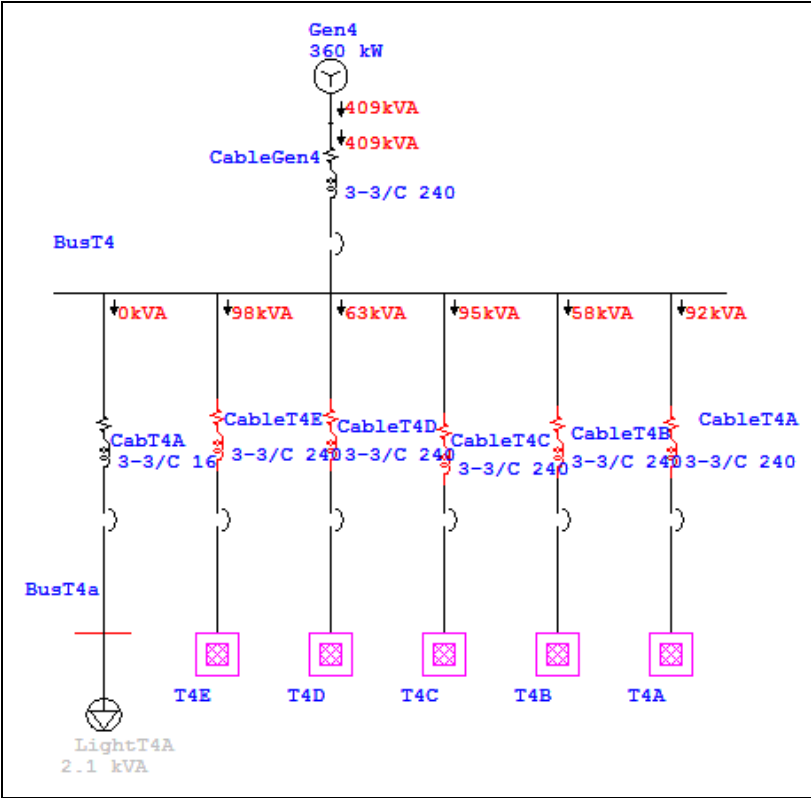 Gen4
360 kW
409kVA
409kVA
CableGen4
3-3/C 240
BusT4
0kVA 98kVA 63kVA 95kVA 58kVA 92kVA
CabT4A CableT4E CableT4D CableT4C CableT4B CableT4A
3-3/C 16 3-3/C 240 3-3/C 240 3-3/C 240 3-3/C 240 3-3/C 240
BusT4a
T4E T4D T4C T4B T4A
LightT4A
2.1 kVA